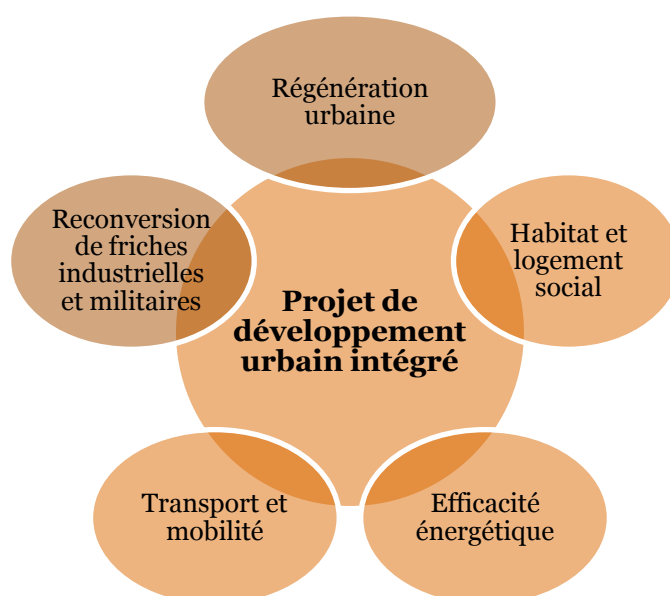 Régénération
urbaine
Reconversion
de friches
industrielles
et militaires
Habitat et
logement
social
Projet de
développement
urbain intégré
Transport et
mobilité
Efficacité
énergétique